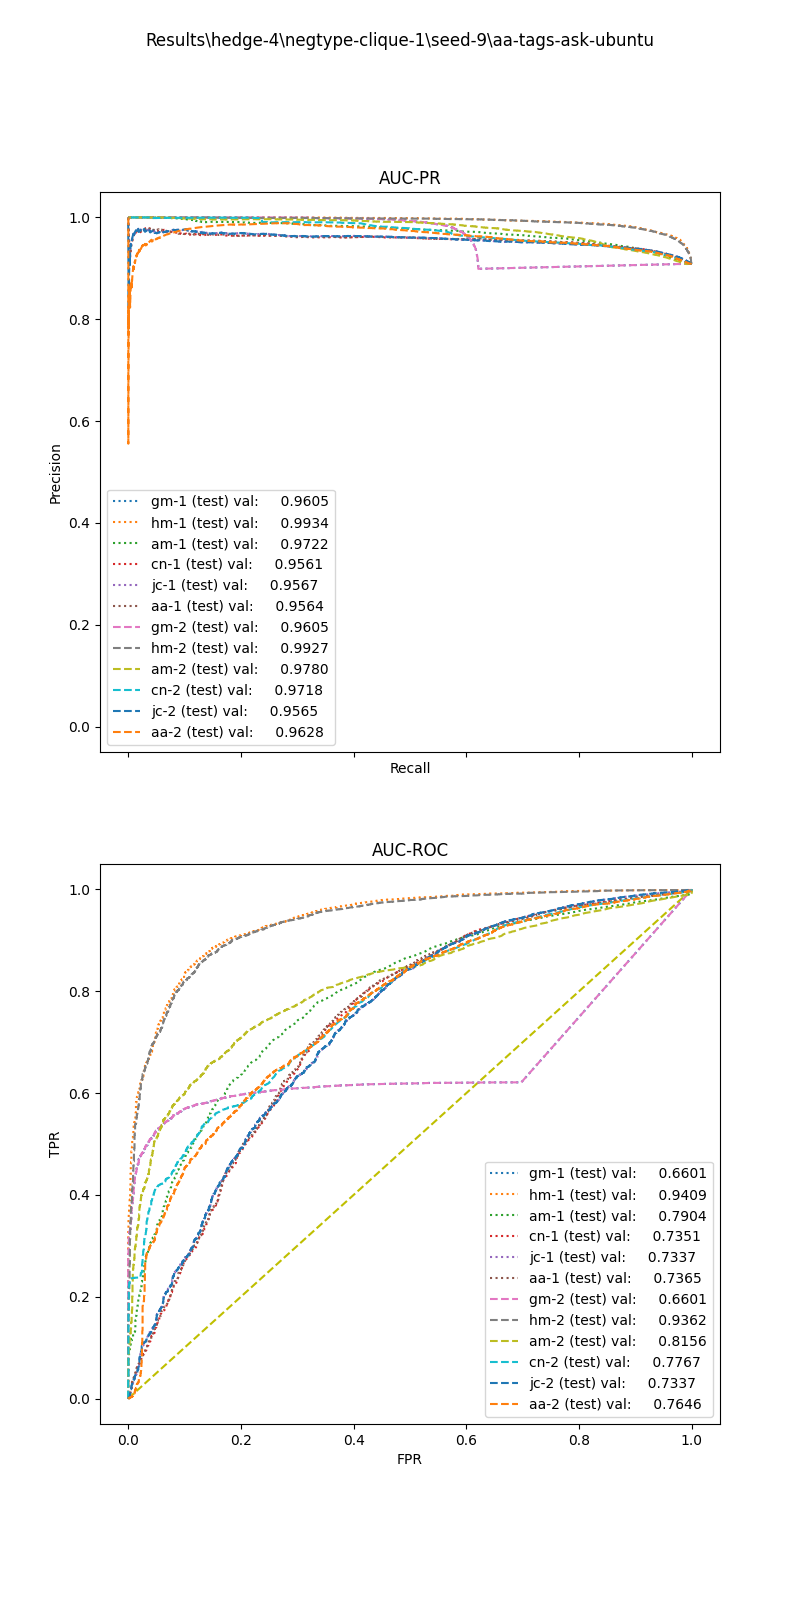 Results\hedge-4\negtype-clique-1\seed-9\aa-tags-ask-ubuntu
AUC-PR
1.0
0.8
0.6
0.4
0.2
0.0
Precision
gm-1 (test) val: 0.9605
hm-1 (test) val: 0.9934
am-1 (test) val: 0.9722
cn-1 (test) val: 0.9561
jc-1 (test) val: 0.9567
aa-1 (test) val: 0.9564
gm-2 (test) val: 0.9605
hm-2 (test) val: 0.9927
am-2 (test) val: 0.9780
cn-2 (test) val: 0.9718
jc-2 (test) val: 0.9565
aa-2 (test) val: 0.9628
Recall
AUC-ROC
1.0
0.8
0.6
0.4
0.2
0.0
TPR
gm-1 (test) val: 0.6601
hm-1 (test) val: 0.9409
am-1 (test) val: 0.7904
cn-1 (test) val: 0.7351
jc-1 (test) val: 0.7337
aa-1 (test) val: 0.7365
gm-2 (test) val: 0.6601
hm-2 (test) val: 0.9362
am-2 (test) val: 0.8156
cn-2 (test) val: 0.7767
jc-2 (test) val: 0.7337
aa-2 (test) val: 0.7646
0.0 0.2 0.4 0.6 0.8 1.0
FPR